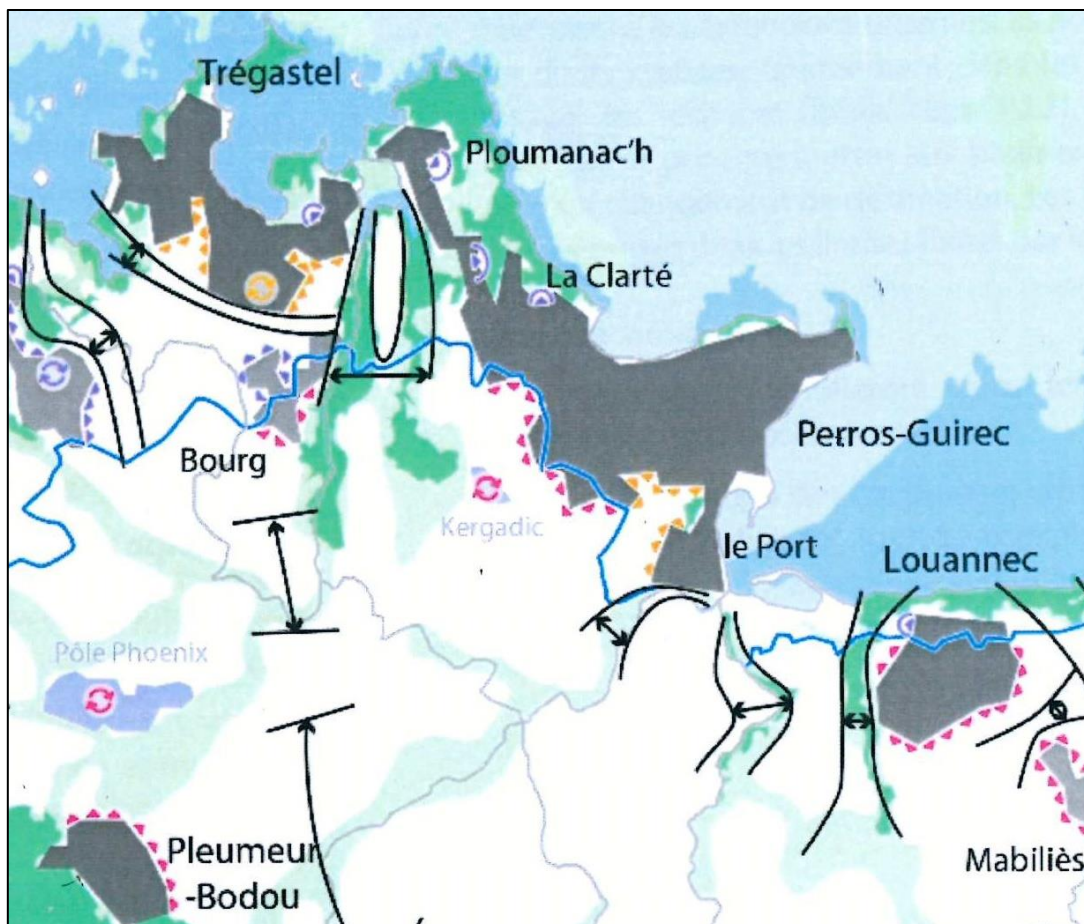 Trégastel
Ploumanac'h
La Clarté
Perros-Guirec
Bourg
Kergadic
le Port
Louannec
Pôle Phoenix
Pleumeur
-Bodou
Mabiliès